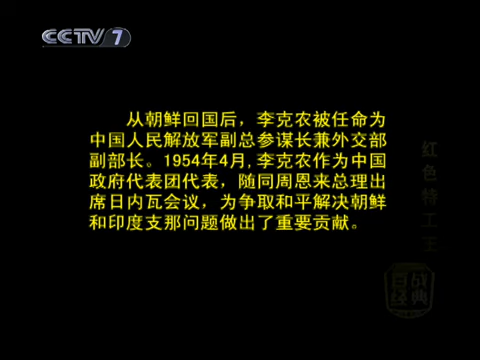 CCTV 7
从朝鲜回国后，李克农被任命为
中国人民解放军副总参谋长兼外交部
副部长。1954年4月,李克农作为中国
政府代表团代表，随同周恩来总理出
席日内瓦会议，为争取和平解决朝鲜
和印度支那问题做出了重要贡献。
红色特工王
百战
经典